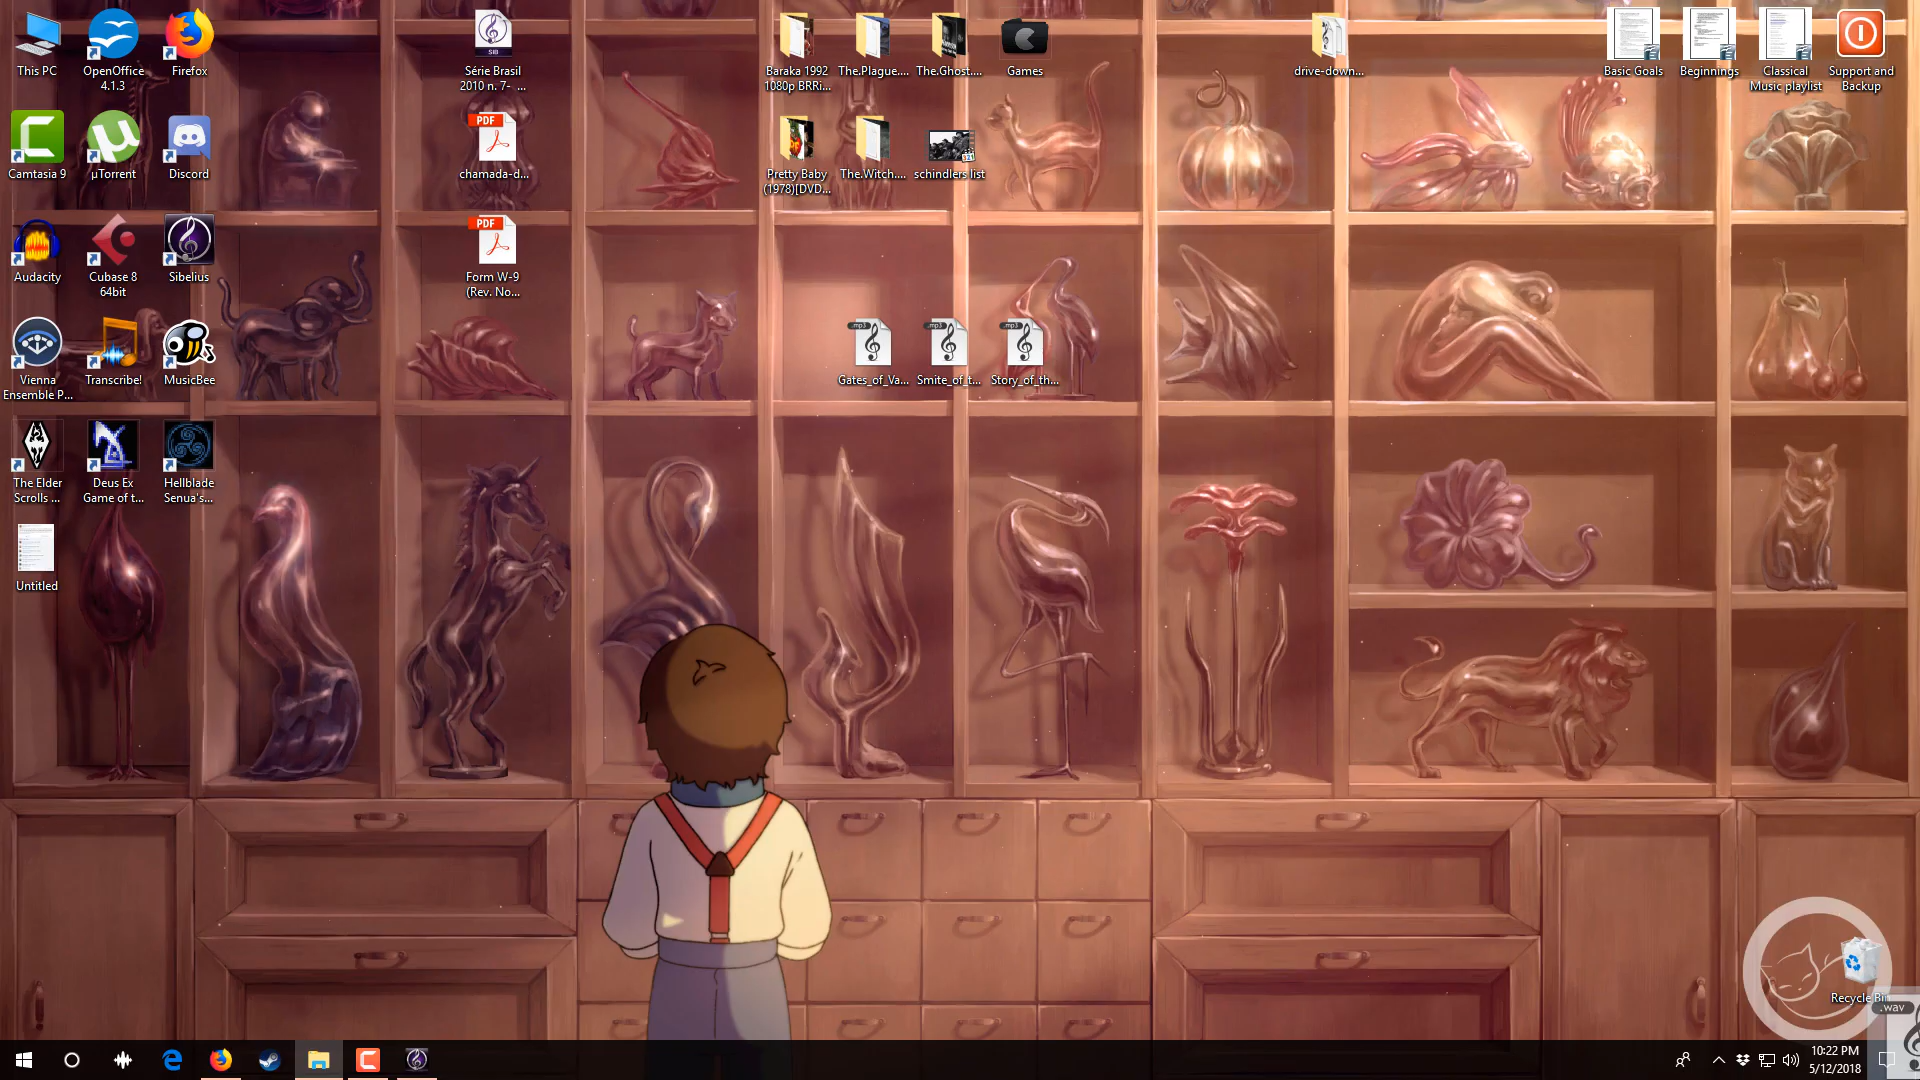 This PC
OpenOffice
4.1.3
Firefox
Série Brasil
2010 n. 7- ...
SIB
Baraka 1992
1080p BRRi...
The.Plague....
The.Ghost....
Games
drive-down...
Basic Goals
Beginnings
Classical
Music playlist
Support and
Backup
Camtasia 9
µTorrent
Discord
PDF
chamada-d...
Pretty Baby
(1978)[DVD...
The.Witch....
321
schindlers list
Audacity
Cubase 8
64bit
Sibelius
PDF
Form W-9
(Rev. No...
Vienna
Ensemble P...
Transcribe!
MusicBee
.mp3
Gates_of_Va...
.mp3
Smite_of_t...
.mp3
Story_of_th...
The Elder
Scrolls ...
Deus Ex
Game of t...
Hellblade
Senua's...
Untitled
Recycle Bin
.wav
10:22 PM
5/12/2018